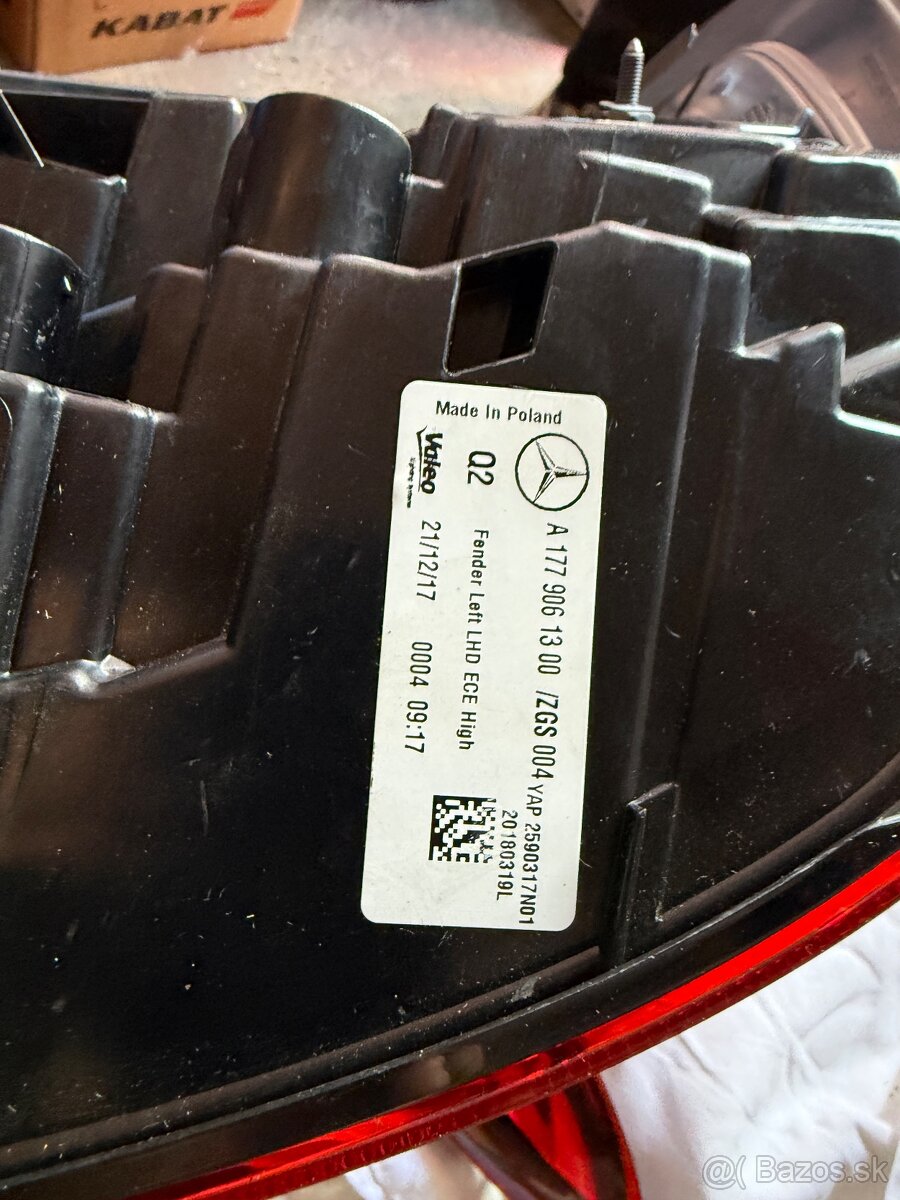 KABAT
Made In Poland
A 177 906 13 00 /ZGS 004 YAP 2590317N01
20180319L
Q2 Fender Left LHD ECE High
Valeo 21/12/17 0004 09:17
@( Bazos.sk